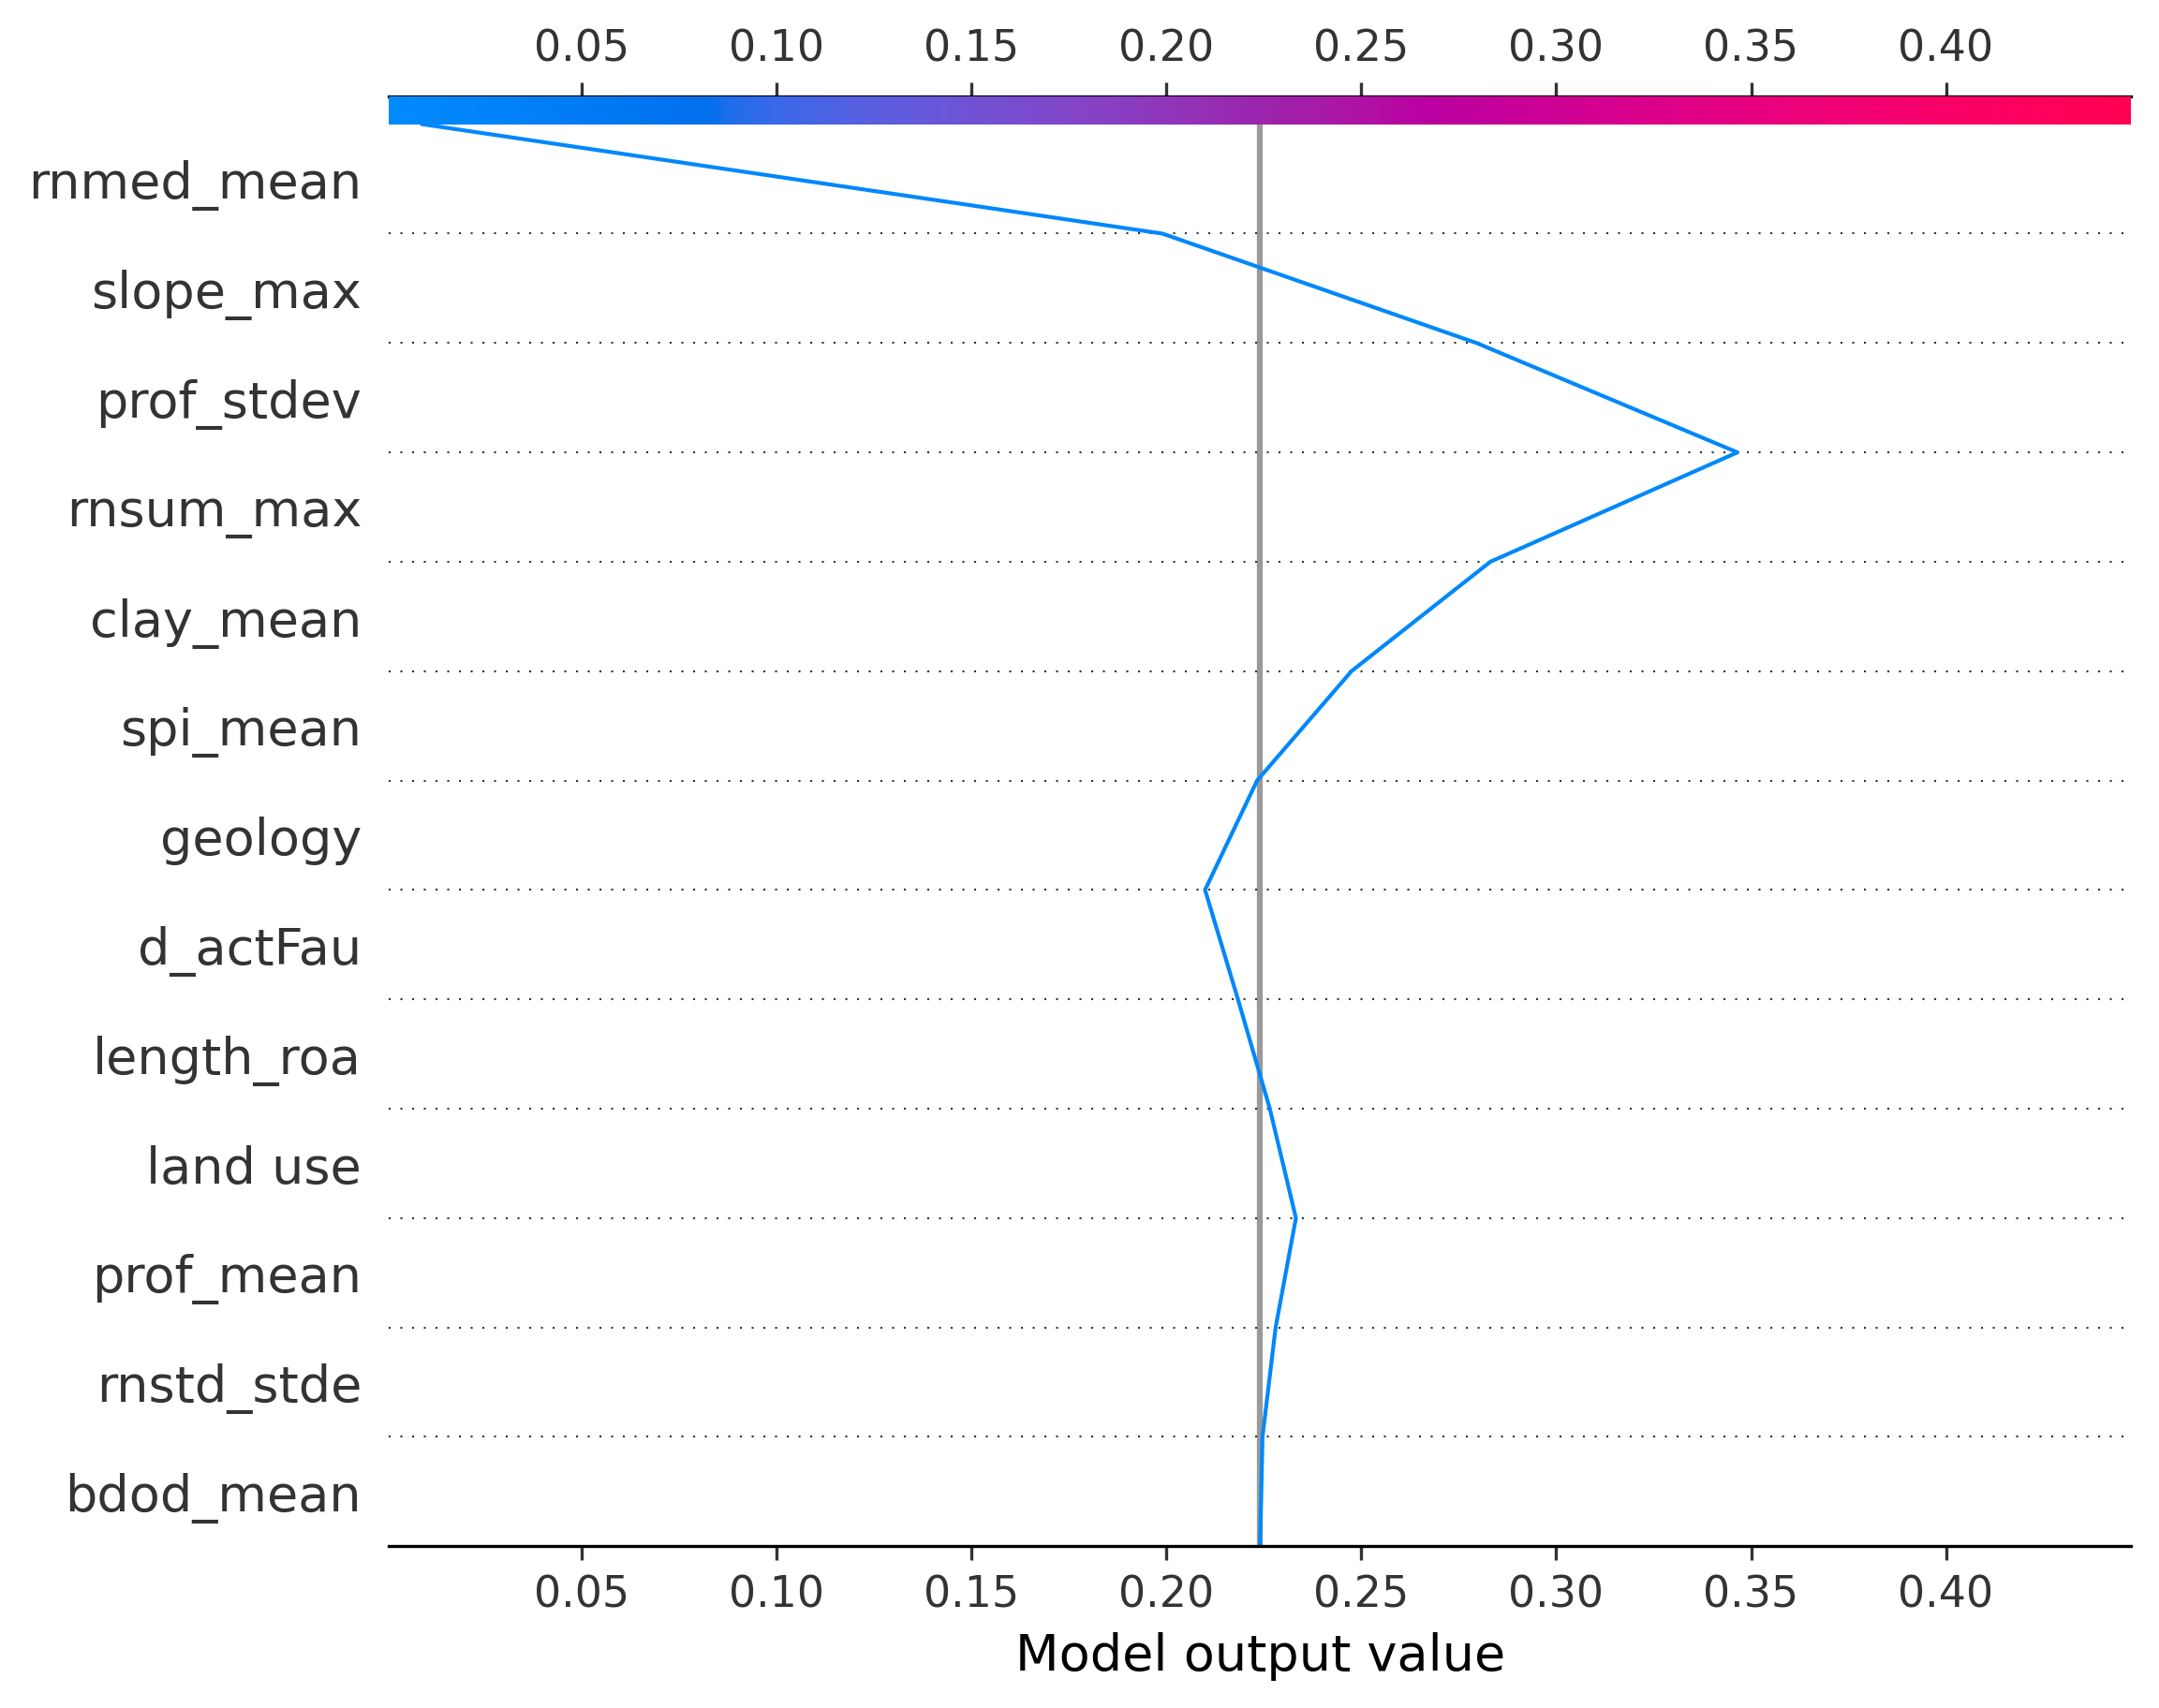 0.05 0.10 0.15 0.20 0.25 0.30 0.35 0.40
rnmed_mean
slope_max
prof_stdev
rnsum_max
clay_mean
spi_mean
geology
d_actFau
length_roa
land use
prof_mean
rnstd_stde
bdod_mean
0.05 0.10 0.15 0.20 0.25 0.30 0.35 0.40
Model output value